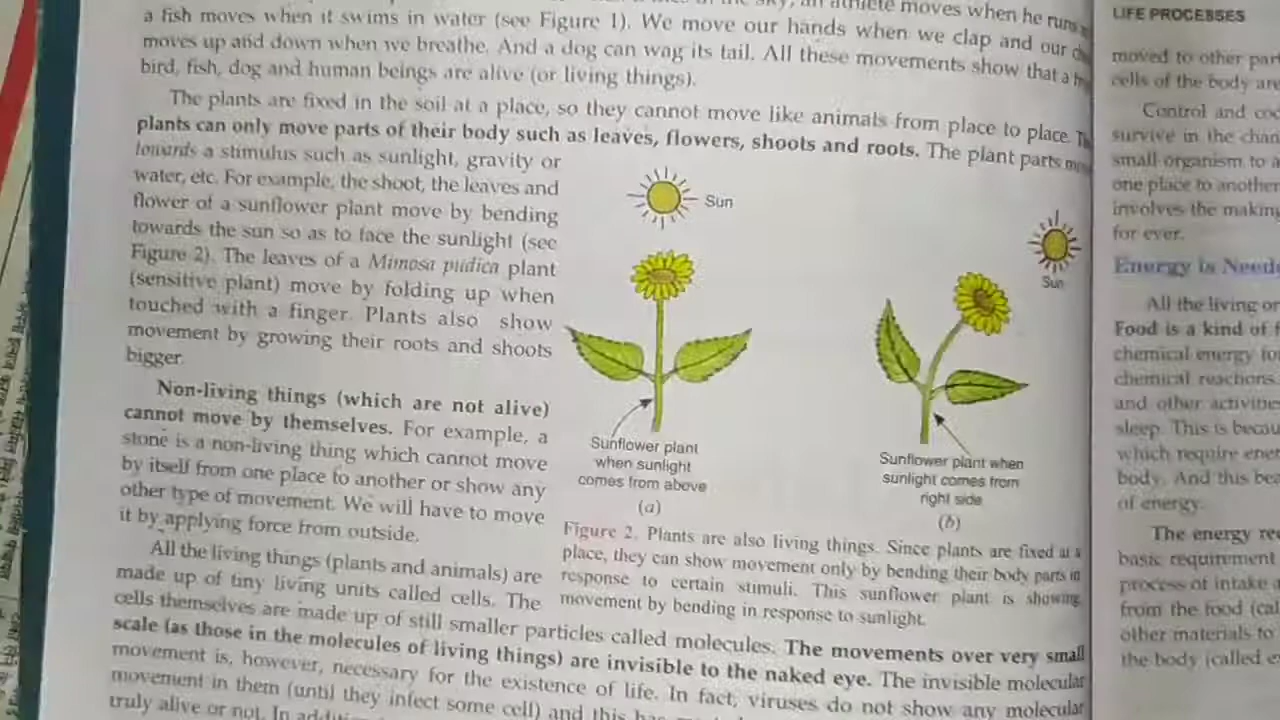 a fish moves when it swims in water (see Figure 1). We move our hands when we clap and our
moves up and down when we breathe. And a dog can wag its tail. All these movements show that a
bird, fish, dog and human beings are alive (or living things).
The plants are fixed in the soil at a place, so they cannot move like animals from place to place.
plants can only move parts of their body such as leaves, flowers, shoots and roots. The plant parts
towards a stimulus such as sunlight, gravity or
water, etc. For example, the shoot, the leaves and
flower of a sunflower plant move by bending
towards the sun so as to face the sunlight (see
Figure 2). The leaves of a Mimosa pudica plant
(sensitive plant) move by folding up when
touched with a finger. Plants also show
movement by growing their roots and shoots
bigger.
Non-living things (which are not alive)
cannot move by themselves. For example, a
stone is a non-living thing which cannot move
by itself from one place to another or show any
other type of movement. We will have to move
it by applying force from outside.
All the living things (plants and animals) are
made up of tiny living units called cells. The
cells themselves are made up of still smaller particles called molecules. The movements over very small
scale (as those in the molecules of living things) are invisible to the naked eye. The invisible molecular
movement is, however, necessary for the existence of life. In fact, viruses do not show any molecular
movement in them (until they infect some cell) and this has
truly alive or not. In
Sun
Sunflower plant
when sunlight
comes from above
(a)
Sun
Sunflower plant when
sunlight comes from
right side
(b)
Figure 2. Plants are also living things. Since plants are fixed at a
place, they can show movement only by bending their body parts in
response to certain stimuli. This sunflower plant is showing
movement by bending in response to sunlight.
LIFE PROCESSES
moved to other
cells of the body are
Control and
survive in the
small organism to a
one place to another
involves the making
for ever.
Energy is
All the living
Food is a kind of
chemical energy
chemical reactions.
and other
sleep. This is
which require
body. And this
of energy.
The energy
basic requirement
process of intake
from the food
other materials to
the body (called